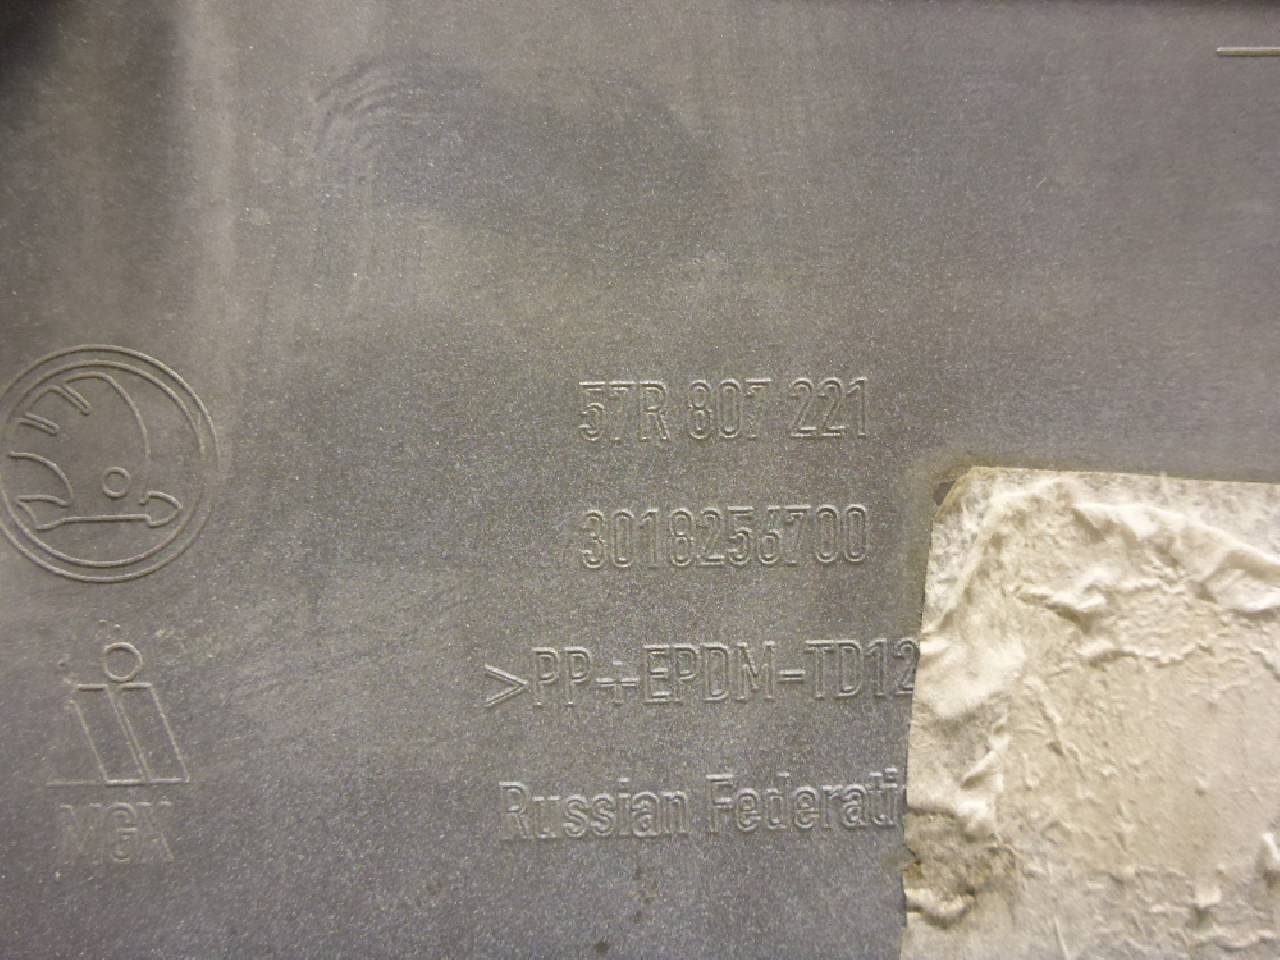 57R 807 221
3018256700
>PP+EPDM-TD12
Russian Federati
MGX